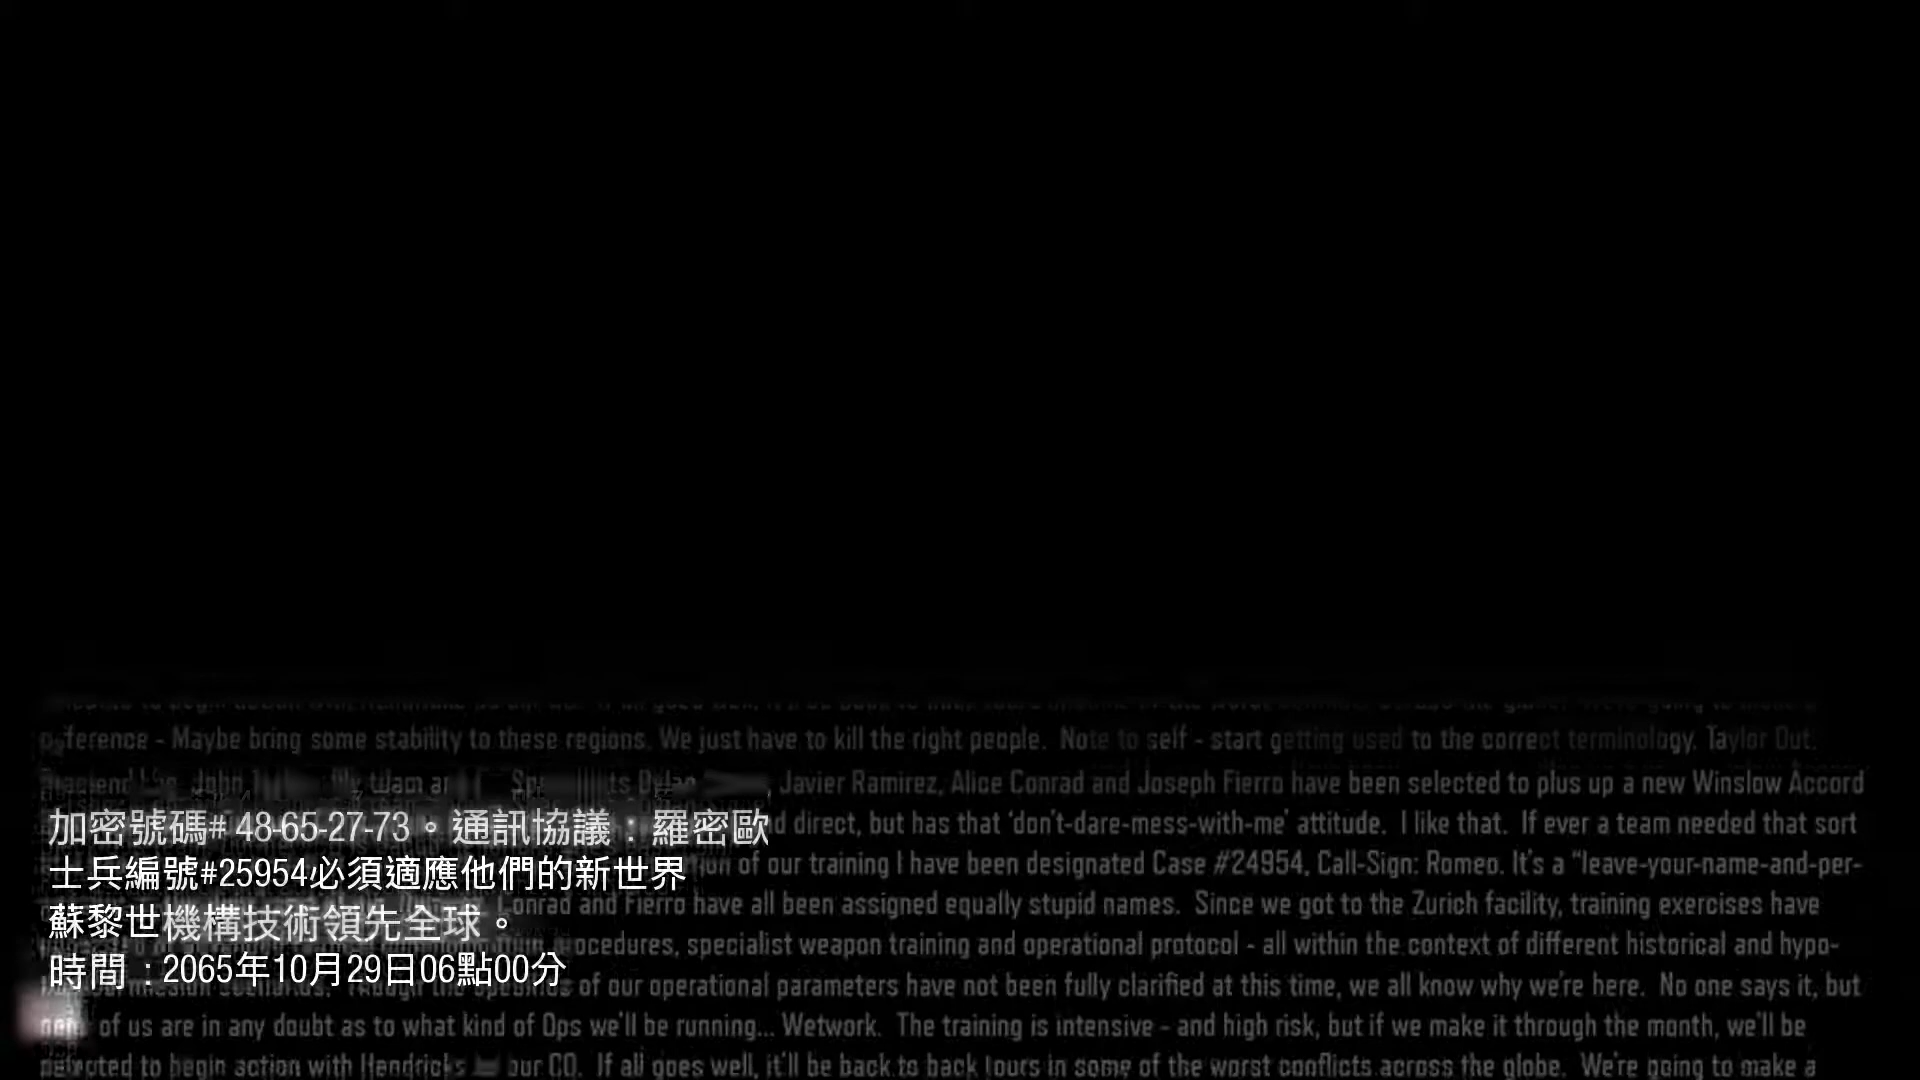 difference - Maybe bring some stability to these regions. We just have to kill the right people. Note to self - start getting used to the correct terminology. Taylor Out.
John Dylan , Javier Ramirez, Alice Conrad and Joseph Fierro have been selected to plus up a new Winslow Accord
加密號碼# 48-65-27-73。通訊協議：羅密歐
direct, but has that ‘don't-dare-mess-with-me’ attitude. I like that. If ever a team needed that sort
士兵編號#25954必須適應他們的新世界
of our training I have been designated Case #24954, Call-Sign: Romeo. It's a “leave-your-name-and-per-
蘇黎世機構技術領先全球。
Conrad and Fierro have all been assigned equally stupid names. Since we got to the Zurich facility, training exercises have
procedures, specialist weapon training and operational protocol - all within the context of different historical and hypo-
時間：2065年10月29日06點00分
of our operational parameters have not been fully clarified at this time, we all know why we're here. No one says it, but
of us are in any doubt as to what kind of Ops we'll be running... Wetwork. The training is intensive - and high risk, but if we make it through the month, we'll be
to begin action with Hendricks our CO. If all goes well, it'll be back to back tours in some of the worst conflicts across the globe. We're going to make a